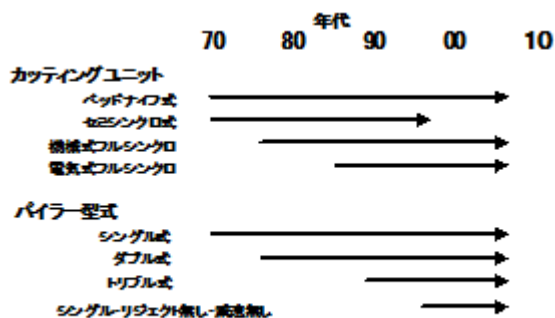 年代
70 80 90 00 10
カッティングユニット
ベッドナイフ式
セミシンクロ式
機械式フルシンクロ
電気式フルシンクロ
パイラー型式
シングル式
ダブル式
トリプル式
シングル・リジェクト無し・減速無し